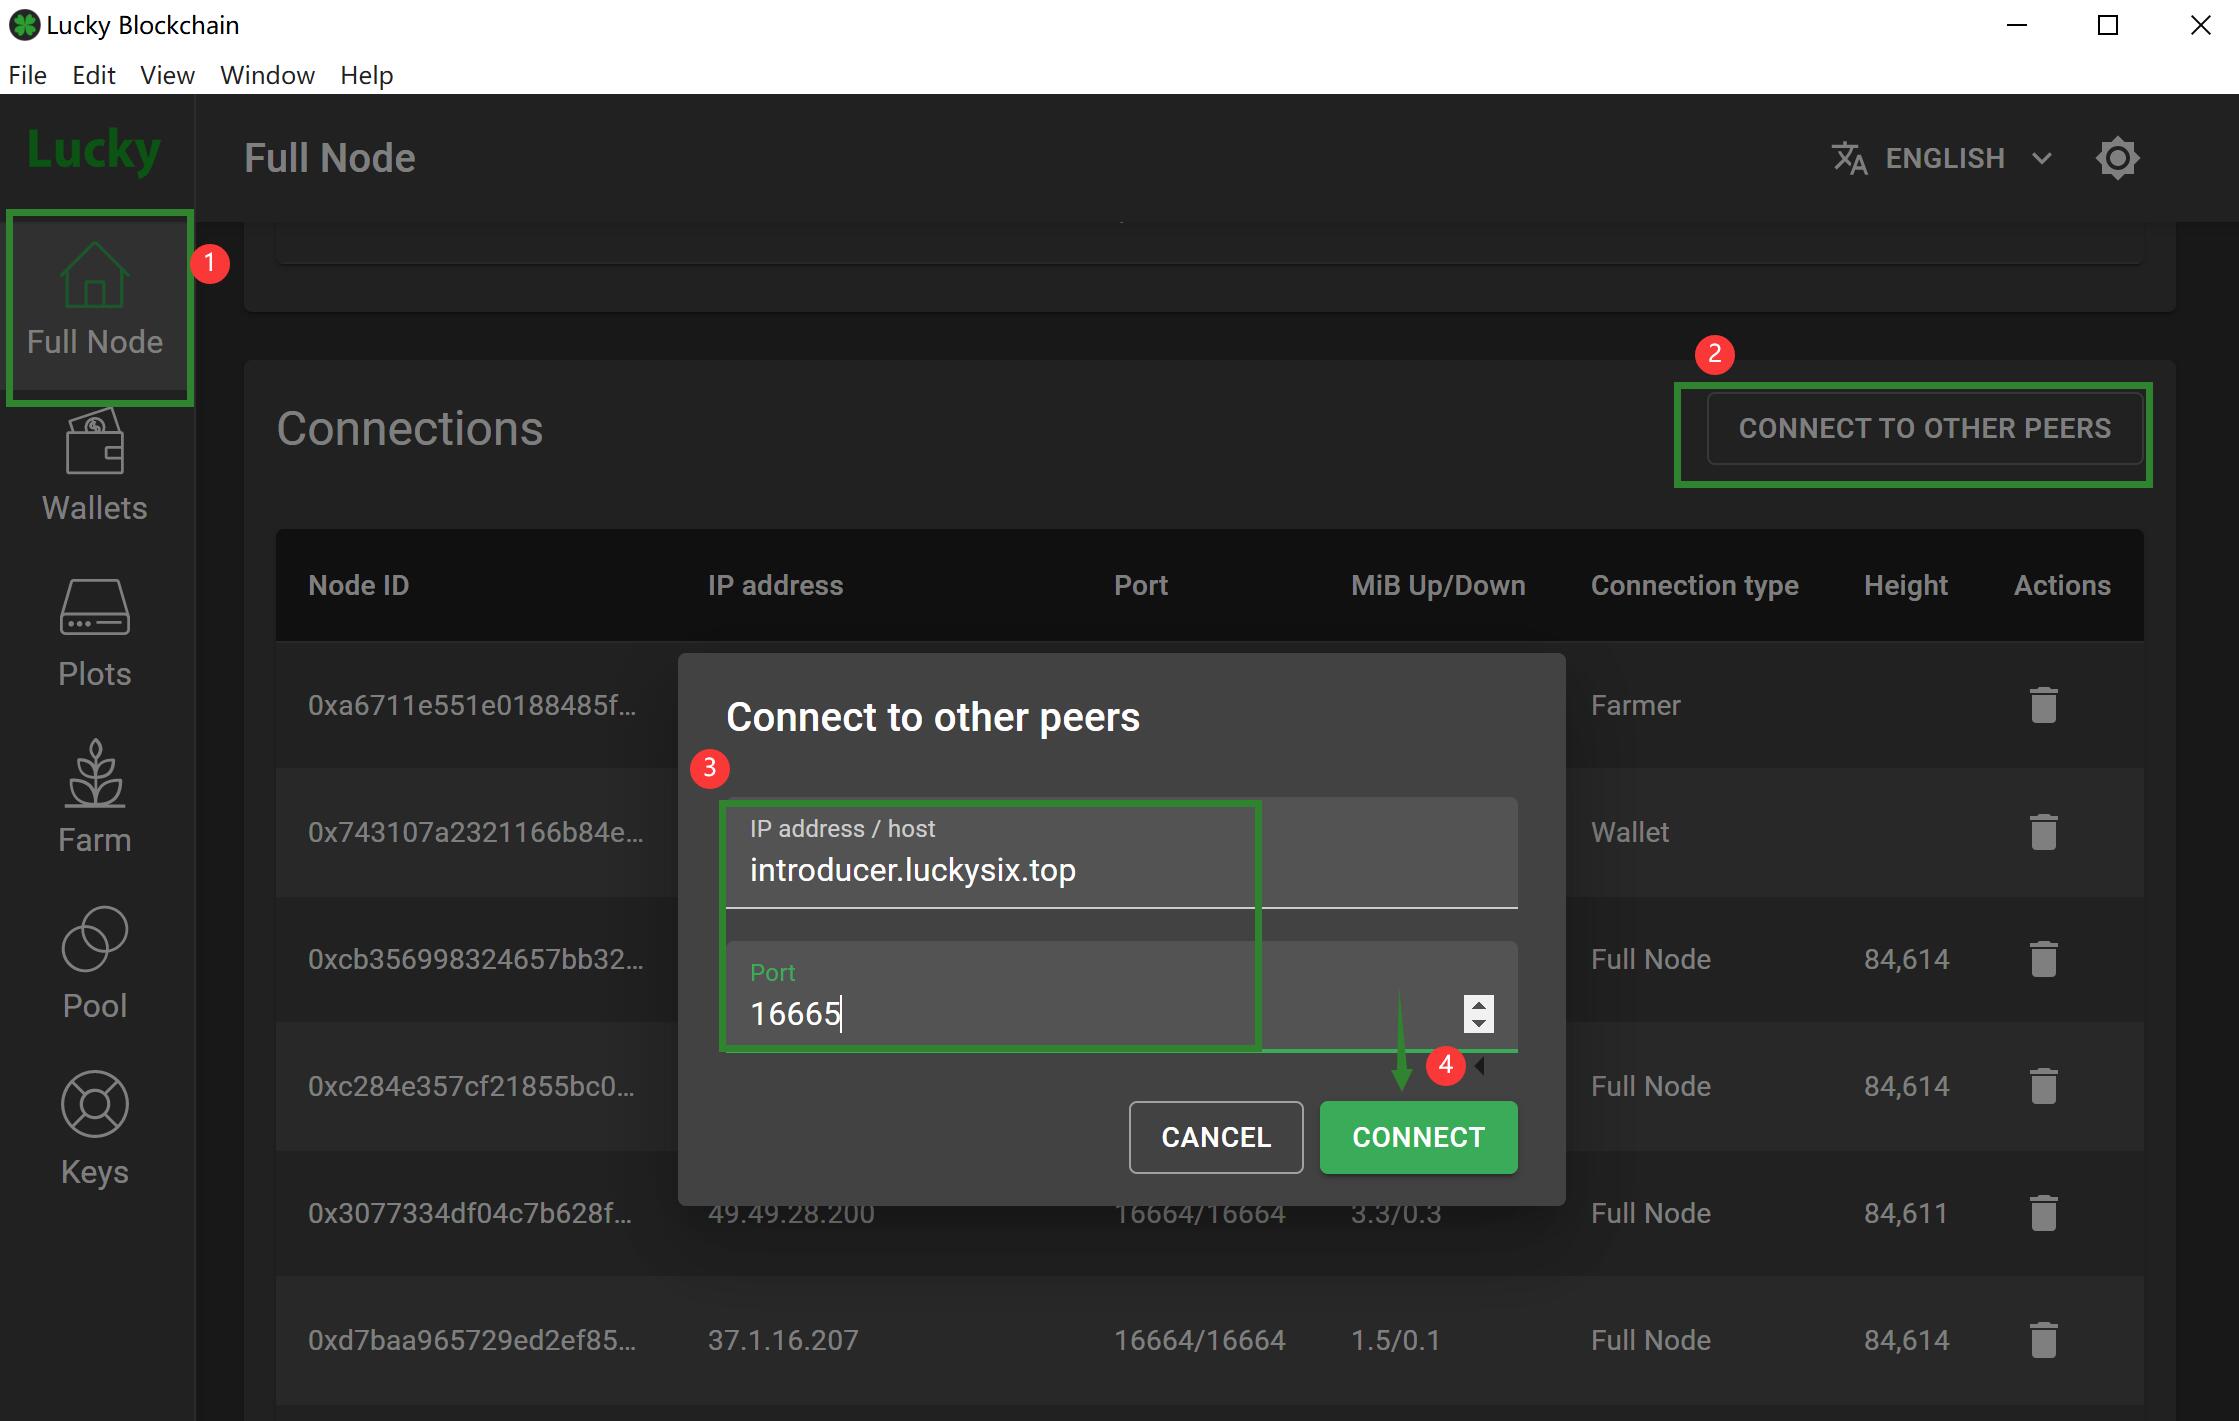 Lucky Blockchain
File Edit View Window Help
Lucky
Full Node
ENGLISH
1
Full Node
Wallets
Plots
Farm
Pool
Keys
2
Connections
CONNECT TO OTHER PEERS
Node ID IP address Port MiB Up/Down Connection type Height Actions
0xa6711e551e0188485f... Farmer
0x743107a2321166b84e... Wallet
0xcb356998324657bb32... Full Node 84,614
0xc284e357cf21855bc0... Full Node 84,614
0x3077334df04c7b628f... 49.49.28.200 16664/16664 3.3/0.3 Full Node 84,611
0xd7baa965729ed2ef85... 37.1.16.207 16664/16664 1.5/0.1 Full Node 84,614
Connect to other peers
3
IP address / host
introducer.luckysix.top
Port
16665
4
CANCEL CONNECT